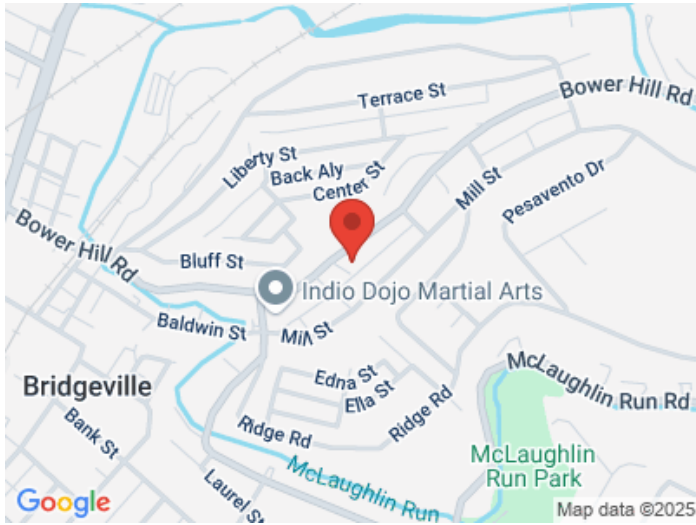 Bower Hill Rd
Terrace St
Liberty St
Back Aly
Center St
Mill St
Pesavento Dr
Bower Hill Rd
Bluff St
Indio Dojo Martial Arts
Baldwin St
Mill St
Bridgeville
Edna St
Ella St
McLaughlin Run Rd
Bank St
Ridge Rd
Ridge Rd
McLaughlin
Run Park
McLaughlin Run
Laurel St
Google
Map data ©2025